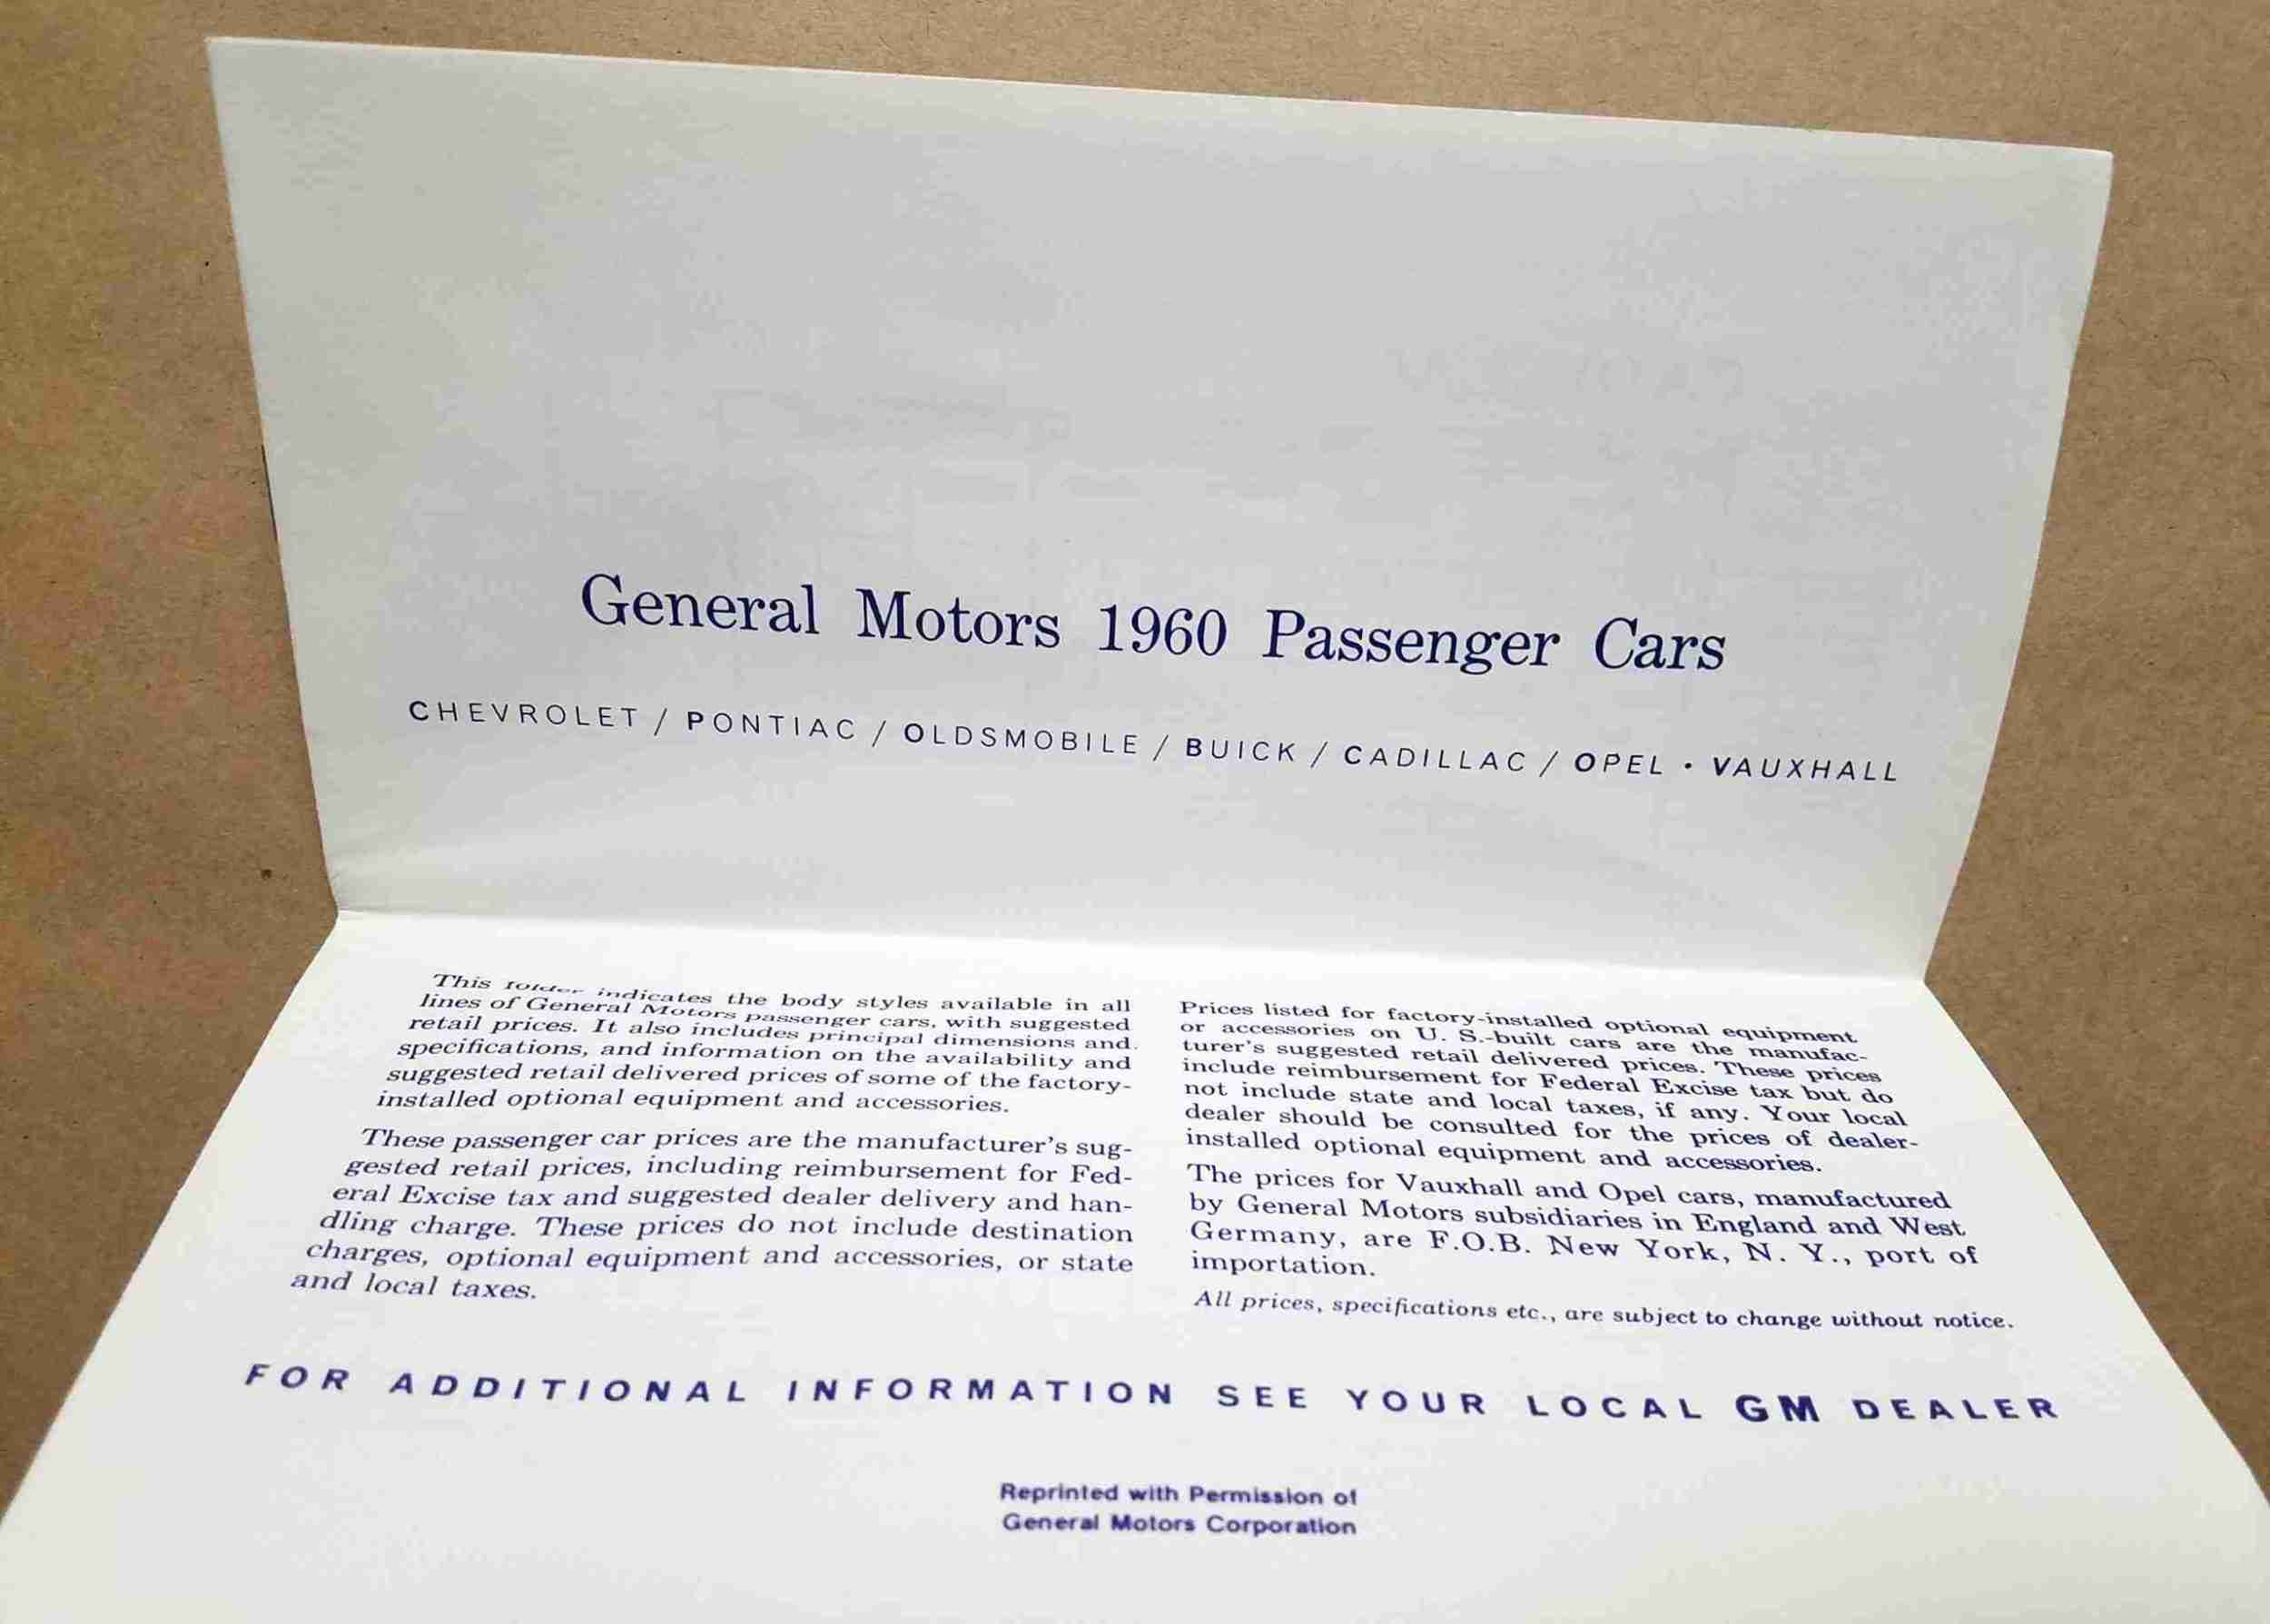 General Motors 1960 Passenger Cars
CHEVROLET / PONTIAC / OLDSMOBILE / BUICK / CADILLAC / OPEL • VAUXHALL
This folder indicates the body styles available in all
lines of General Motors passenger cars, with suggested
retail prices. It also includes principal dimensions and
specifications, and information on the availability and
suggested retail delivered prices of some of the factory-
installed optional equipment and accessories.
These passenger car prices are the manufacturer's sug-
gested retail prices, including reimbursement for Fed-
eral Excise tax and suggested dealer delivery and han-
dling charge. These prices do not include destination
charges, optional equipment and accessories, or state
and local taxes.
Prices listed for factory-installed optional equipment
or accessories on U. S.-built cars are the manufac-
turer's suggested retail delivered prices. These prices
include reimbursement for Federal Excise tax but do
not include state and local taxes, if any. Your local
dealer should be consulted for the prices of dealer-
installed optional equipment and accessories.
The prices for Vauxhall and Opel cars, manufactured
by General Motors subsidiaries in England and West
Germany, are F.O.B. New York, N. Y., port of
importation.
All prices, specifications etc., are subject to change without notice.
FOR ADDITIONAL INFORMATION SEE YOUR LOCAL GM DEALER
Reprinted with Permission of
General Motors Corporation